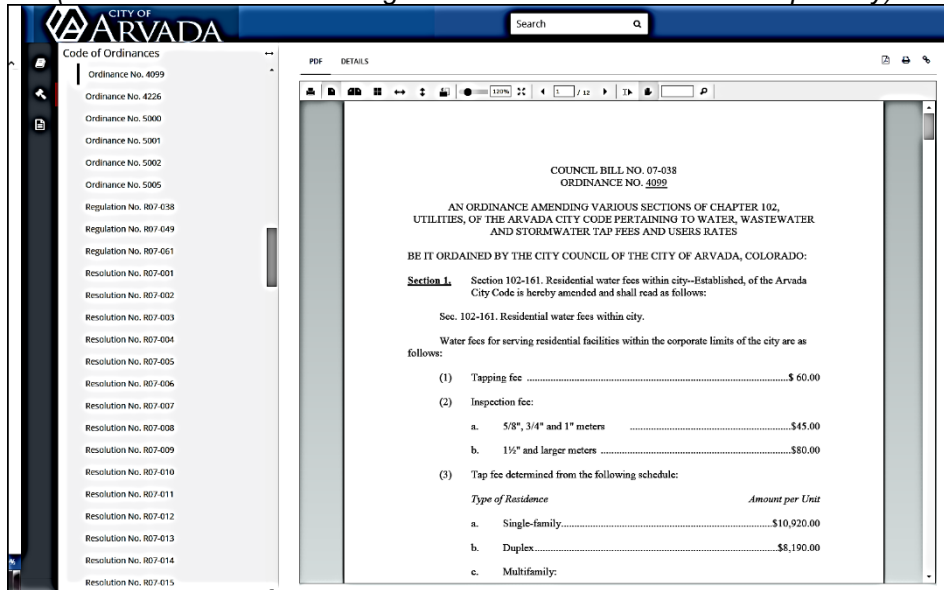 CITY OF
ARVADA
Search
Code of Ordinances
Ordinance No. 4099
Ordinance No. 4226
Ordinance No. 5000
Ordinance No. 5001
Ordinance No. 5002
Ordinance No. 5005
Regulation No. R07-038
Regulation No. R07-049
Regulation No. R07-061
Resolution No. R07-001
Resolution No. R07-002
Resolution No. R07-003
Resolution No. R07-004
Resolution No. R07-005
Resolution No. R07-006
Resolution No. R07-007
Resolution No. R07-008
Resolution No. R07-009
Resolution No. R07-010
Resolution No. R07-011
Resolution No. R07-012
Resolution No. R07-013
Resolution No. R07-014
Resolution No. R07-015
PDF DETAILS
120% 1 / 12
COUNCIL BILL NO. 07-038
ORDINANCE NO. 4099
AN ORDINANCE AMENDING VARIOUS SECTIONS OF CHAPTER 102,
UTILITIES, OF THE ARVADA CITY CODE PERTAINING TO WATER, WASTEWATER
AND STORMWATER TAP FEES AND USERS RATES
BE IT ORDAINED BY THE CITY COUNCIL OF THE CITY OF ARVADA, COLORADO:
Section 1. Section 102-161. Residential water fees within city--Established, of the Arvada
City Code is hereby amended and shall read as follows:
Sec. 102-161. Residential water fees within city.
Water fees for serving residential facilities within the corporate limits of the city are as
follows:
(1) Tapping fee ....................$ 60.00
(2) Inspection fee:
a. 5/8", 3/4" and 1" meters ....................$45.00
b. 1½" and larger meters ....................$80.00
(3) Tap fee determined from the following schedule:
Type of Residence Amount per Unit
a. Single-family....................$10,920.00
b. Duplex....................$8,190.00
c. Multifamily: